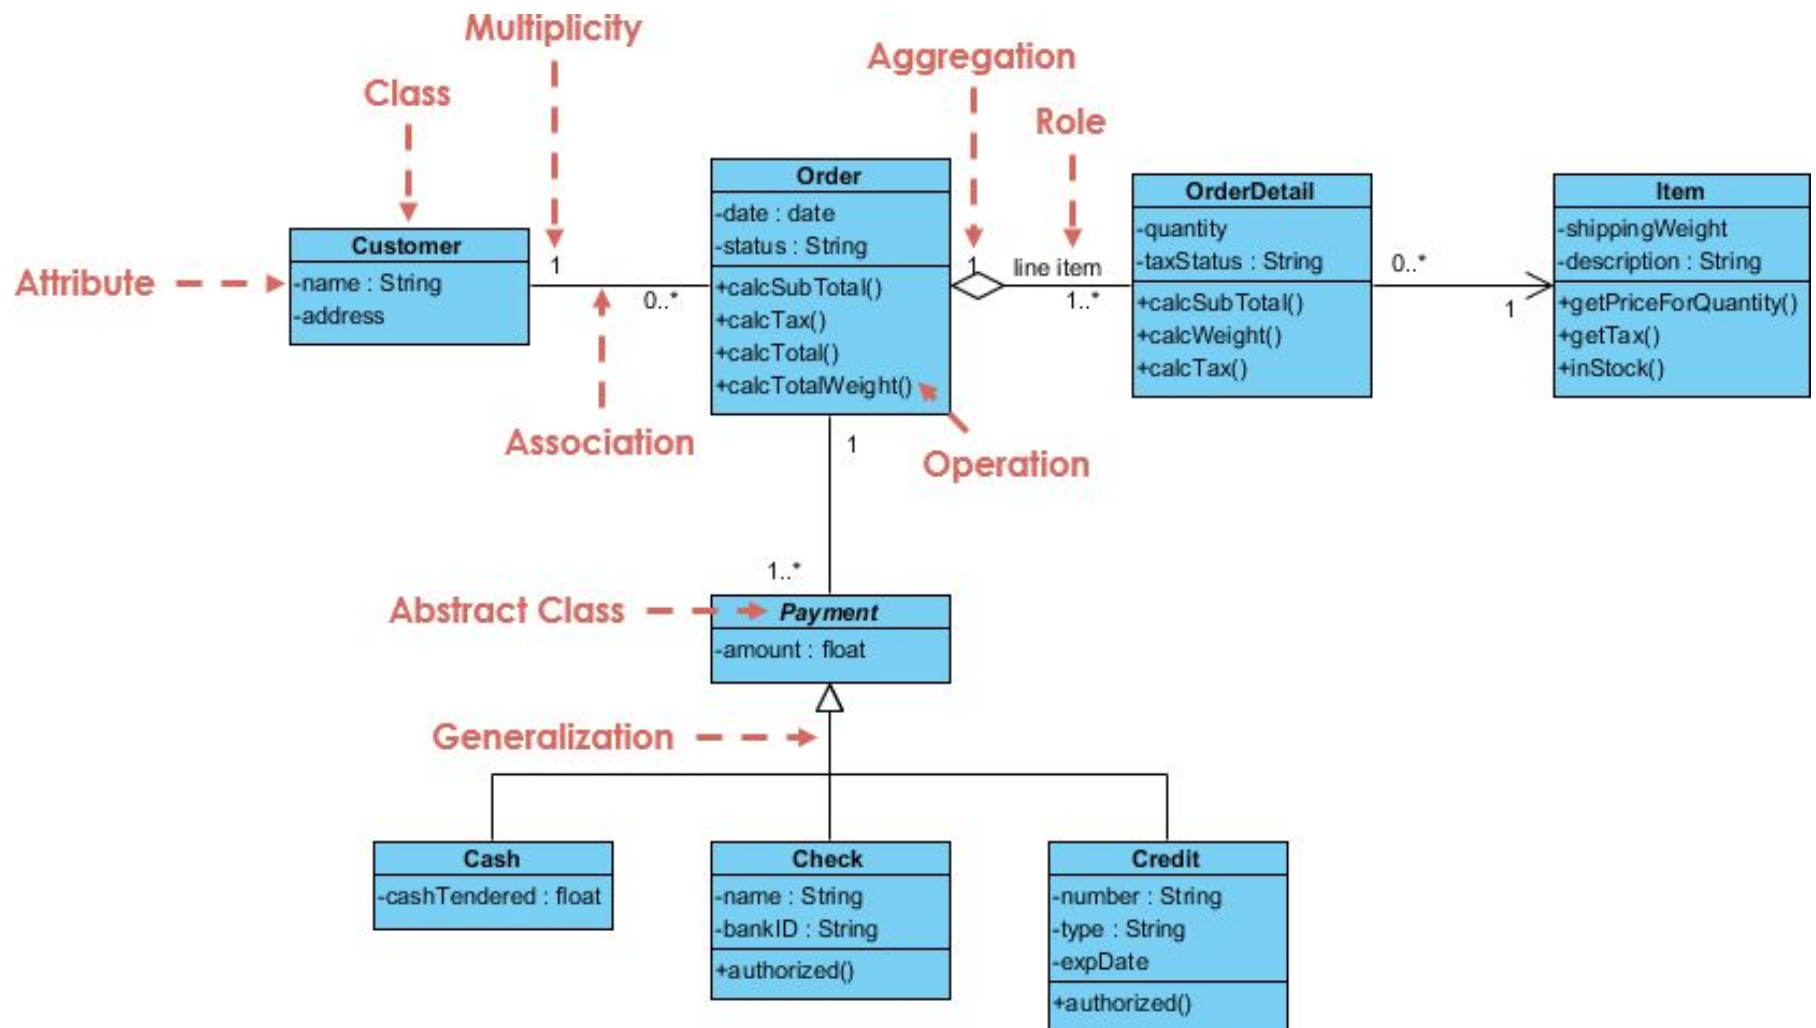 Multiplicity
Aggregation
Class
Role
Attribute
Customer
-name : String
-address
1
0..*
Association
Order
-date : date
-status : String
+calcSubTotal()
+calcTax()
+calcTotal()
+calcTotalWeight()
Operation
1
line item
1..*
OrderDetail
-quantity
-taxStatus : String
+calcSubTotal()
+calcWeight()
+calcTax()
0..*
1
Item
-shippingWeight
-description : String
+getPriceForQuantity()
+getTax()
+inStock()
1
1..*
Abstract Class
Payment
-amount : float
Generalization
Cash
-cashTendered : float
Check
-name : String
-bankID : String
+authorized()
Credit
-number : String
-type : String
-expDate
+authorized()